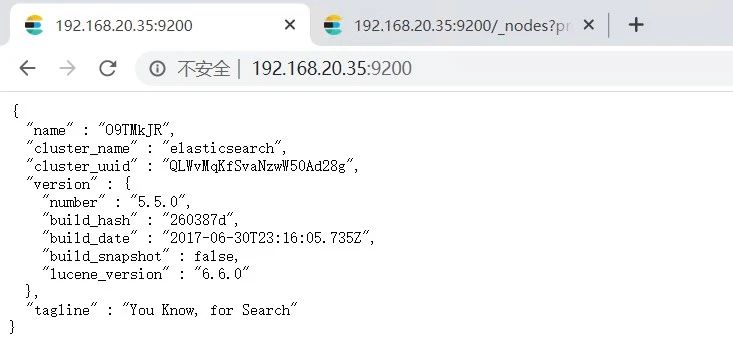 192.168.20.35:9200
192.168.20.35:9200/_nodes?pr
不安全 | 192.168.20.35:9200
{
"name" : "O9TMkJR",
"cluster_name" : "elasticsearch",
"cluster_uuid" : "QLWvMqKfSvaNzwW5OAd28g",
"version" : {
"number" : "5.5.0",
"build_hash" : "260387d",
"build_date" : "2017-06-30T23:16:05.735Z",
"build_snapshot" : false,
"lucene_version" : "6.6.0"
},
"tagline" : "You Know, for Search"
}